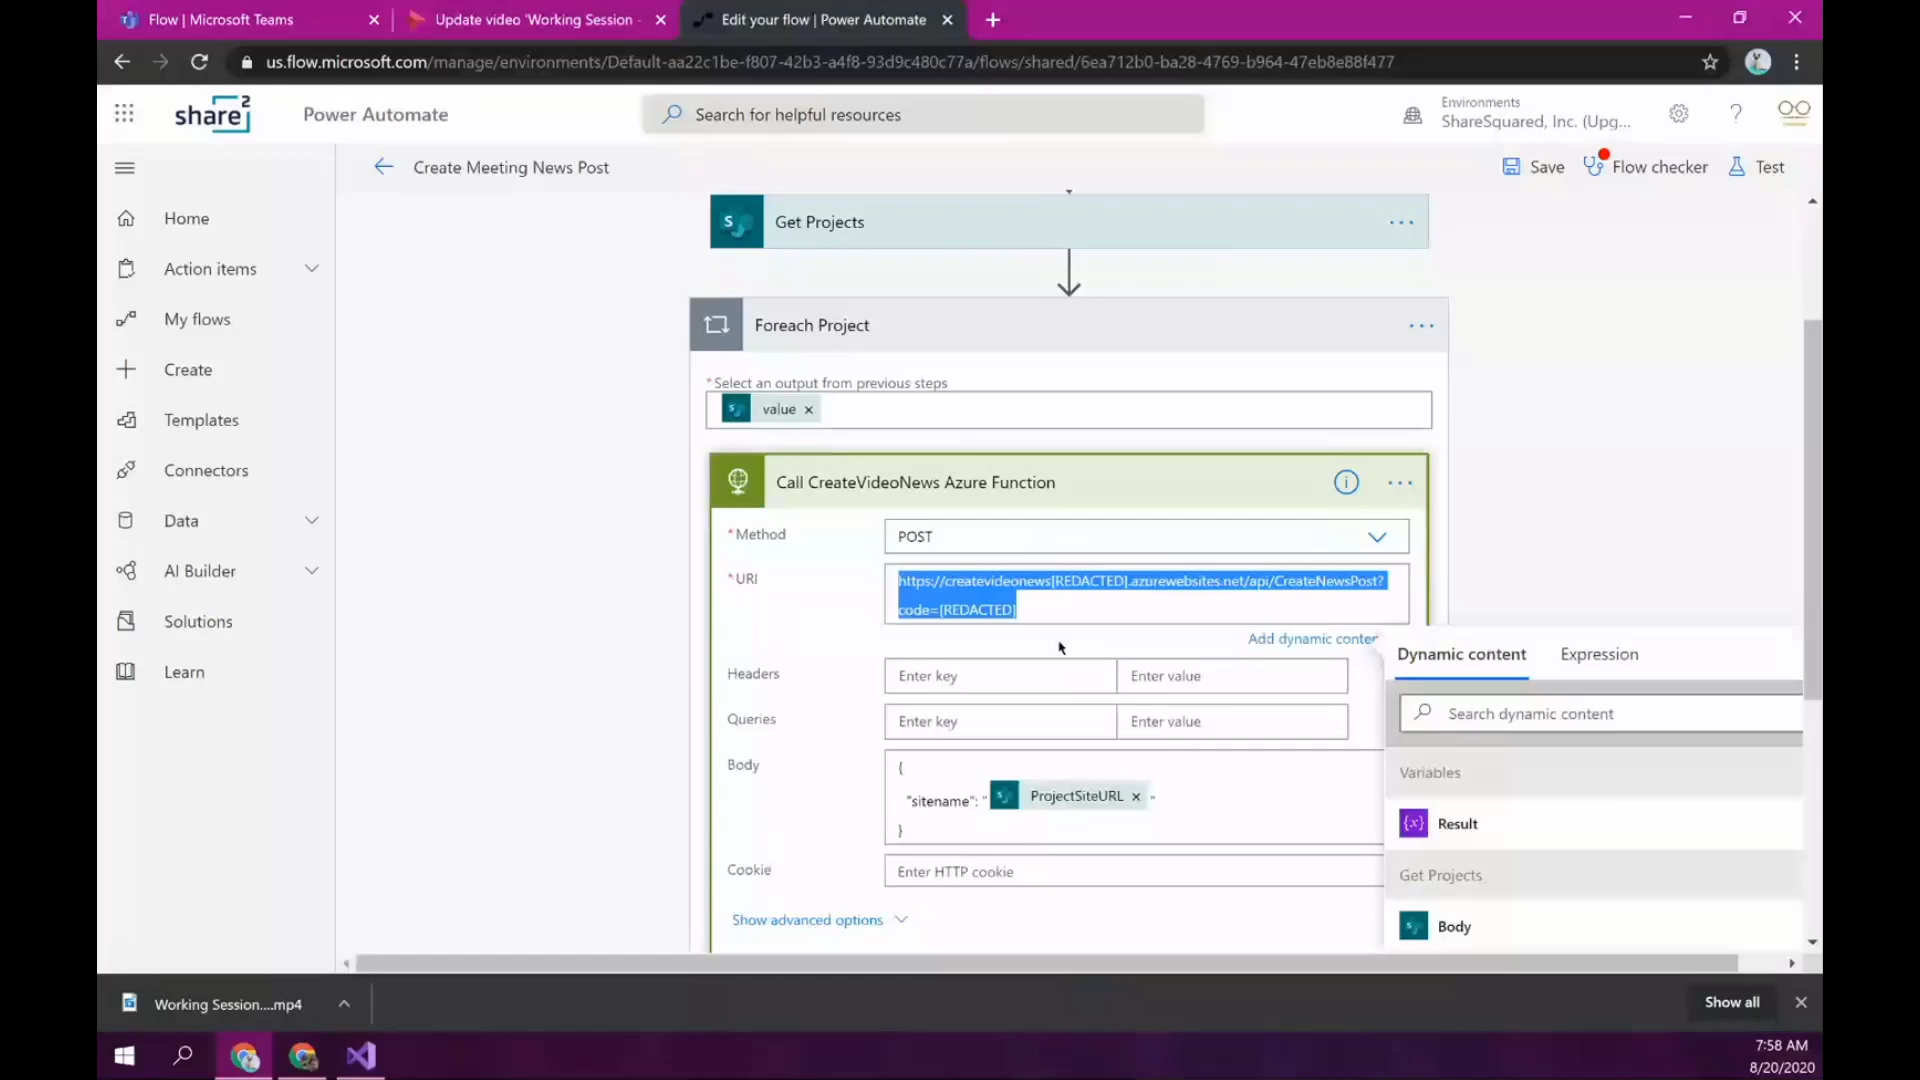 Flow | Microsoft Teams
Update video 'Working Session -
Edit your flow | Power Automate
us.flow.microsoft.com/manage/environments/Default-aa22c1be-f807-42b3-a4f8-93d9c480c77a/flows/shared/6ea712b0-ba28-4769-b964-47eb8e88f477
share2
Power Automate
Search for helpful resources
Environments
ShareSquared, Inc. (Upg...
Create Meeting News Post
Save
Flow checker
Test
Home
Action items
My flows
Create
Templates
Connectors
Data
AI Builder
Solutions
Learn
Get Projects
Foreach Project
* Select an output from previous steps
value
Call CreateVideoNews Azure Function
* Method
POST
* URI
https://createvideonews[REDACTED].azurewebsites.net/api/CreateNewsPost?
code=[REDACTED]
Add dynamic conten
Headers
Enter key
Enter value
Queries
Enter key
Enter value
Body
{
"sitename": " ProjectSiteURL "
}
Cookie
Enter HTTP cookie
Show advanced options
Dynamic content
Expression
Search dynamic content
Variables
{x} Result
Get Projects
Body
Working Session....mp4
Show all
7:58 AM
8/20/2020